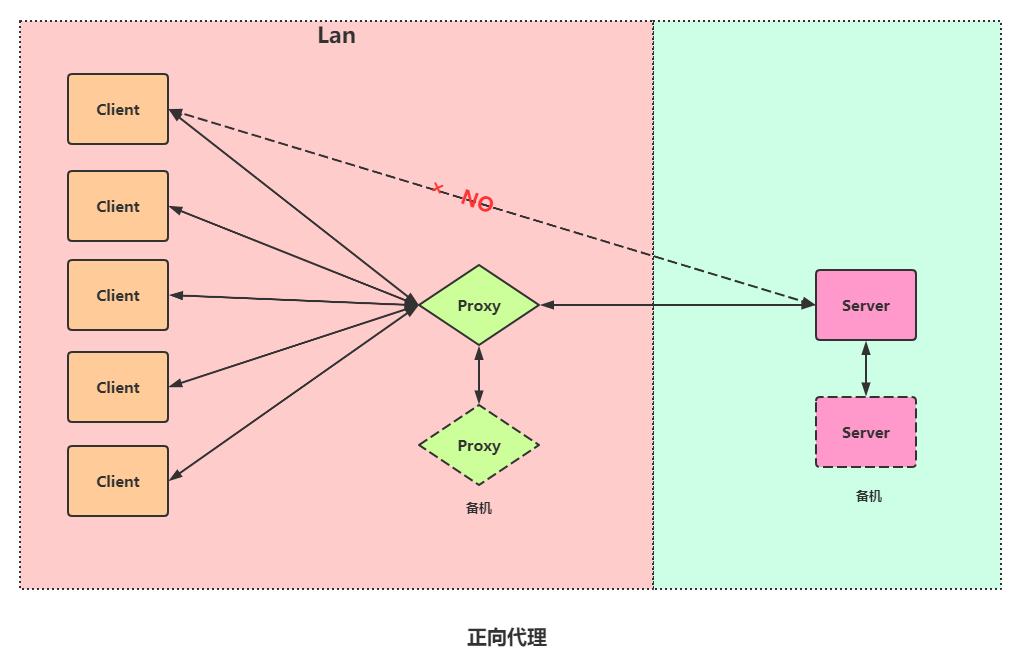 Lan
Client
Client
Client
Client
Client
× NO
Proxy
Proxy
备机
Server
Server
备机
正向代理